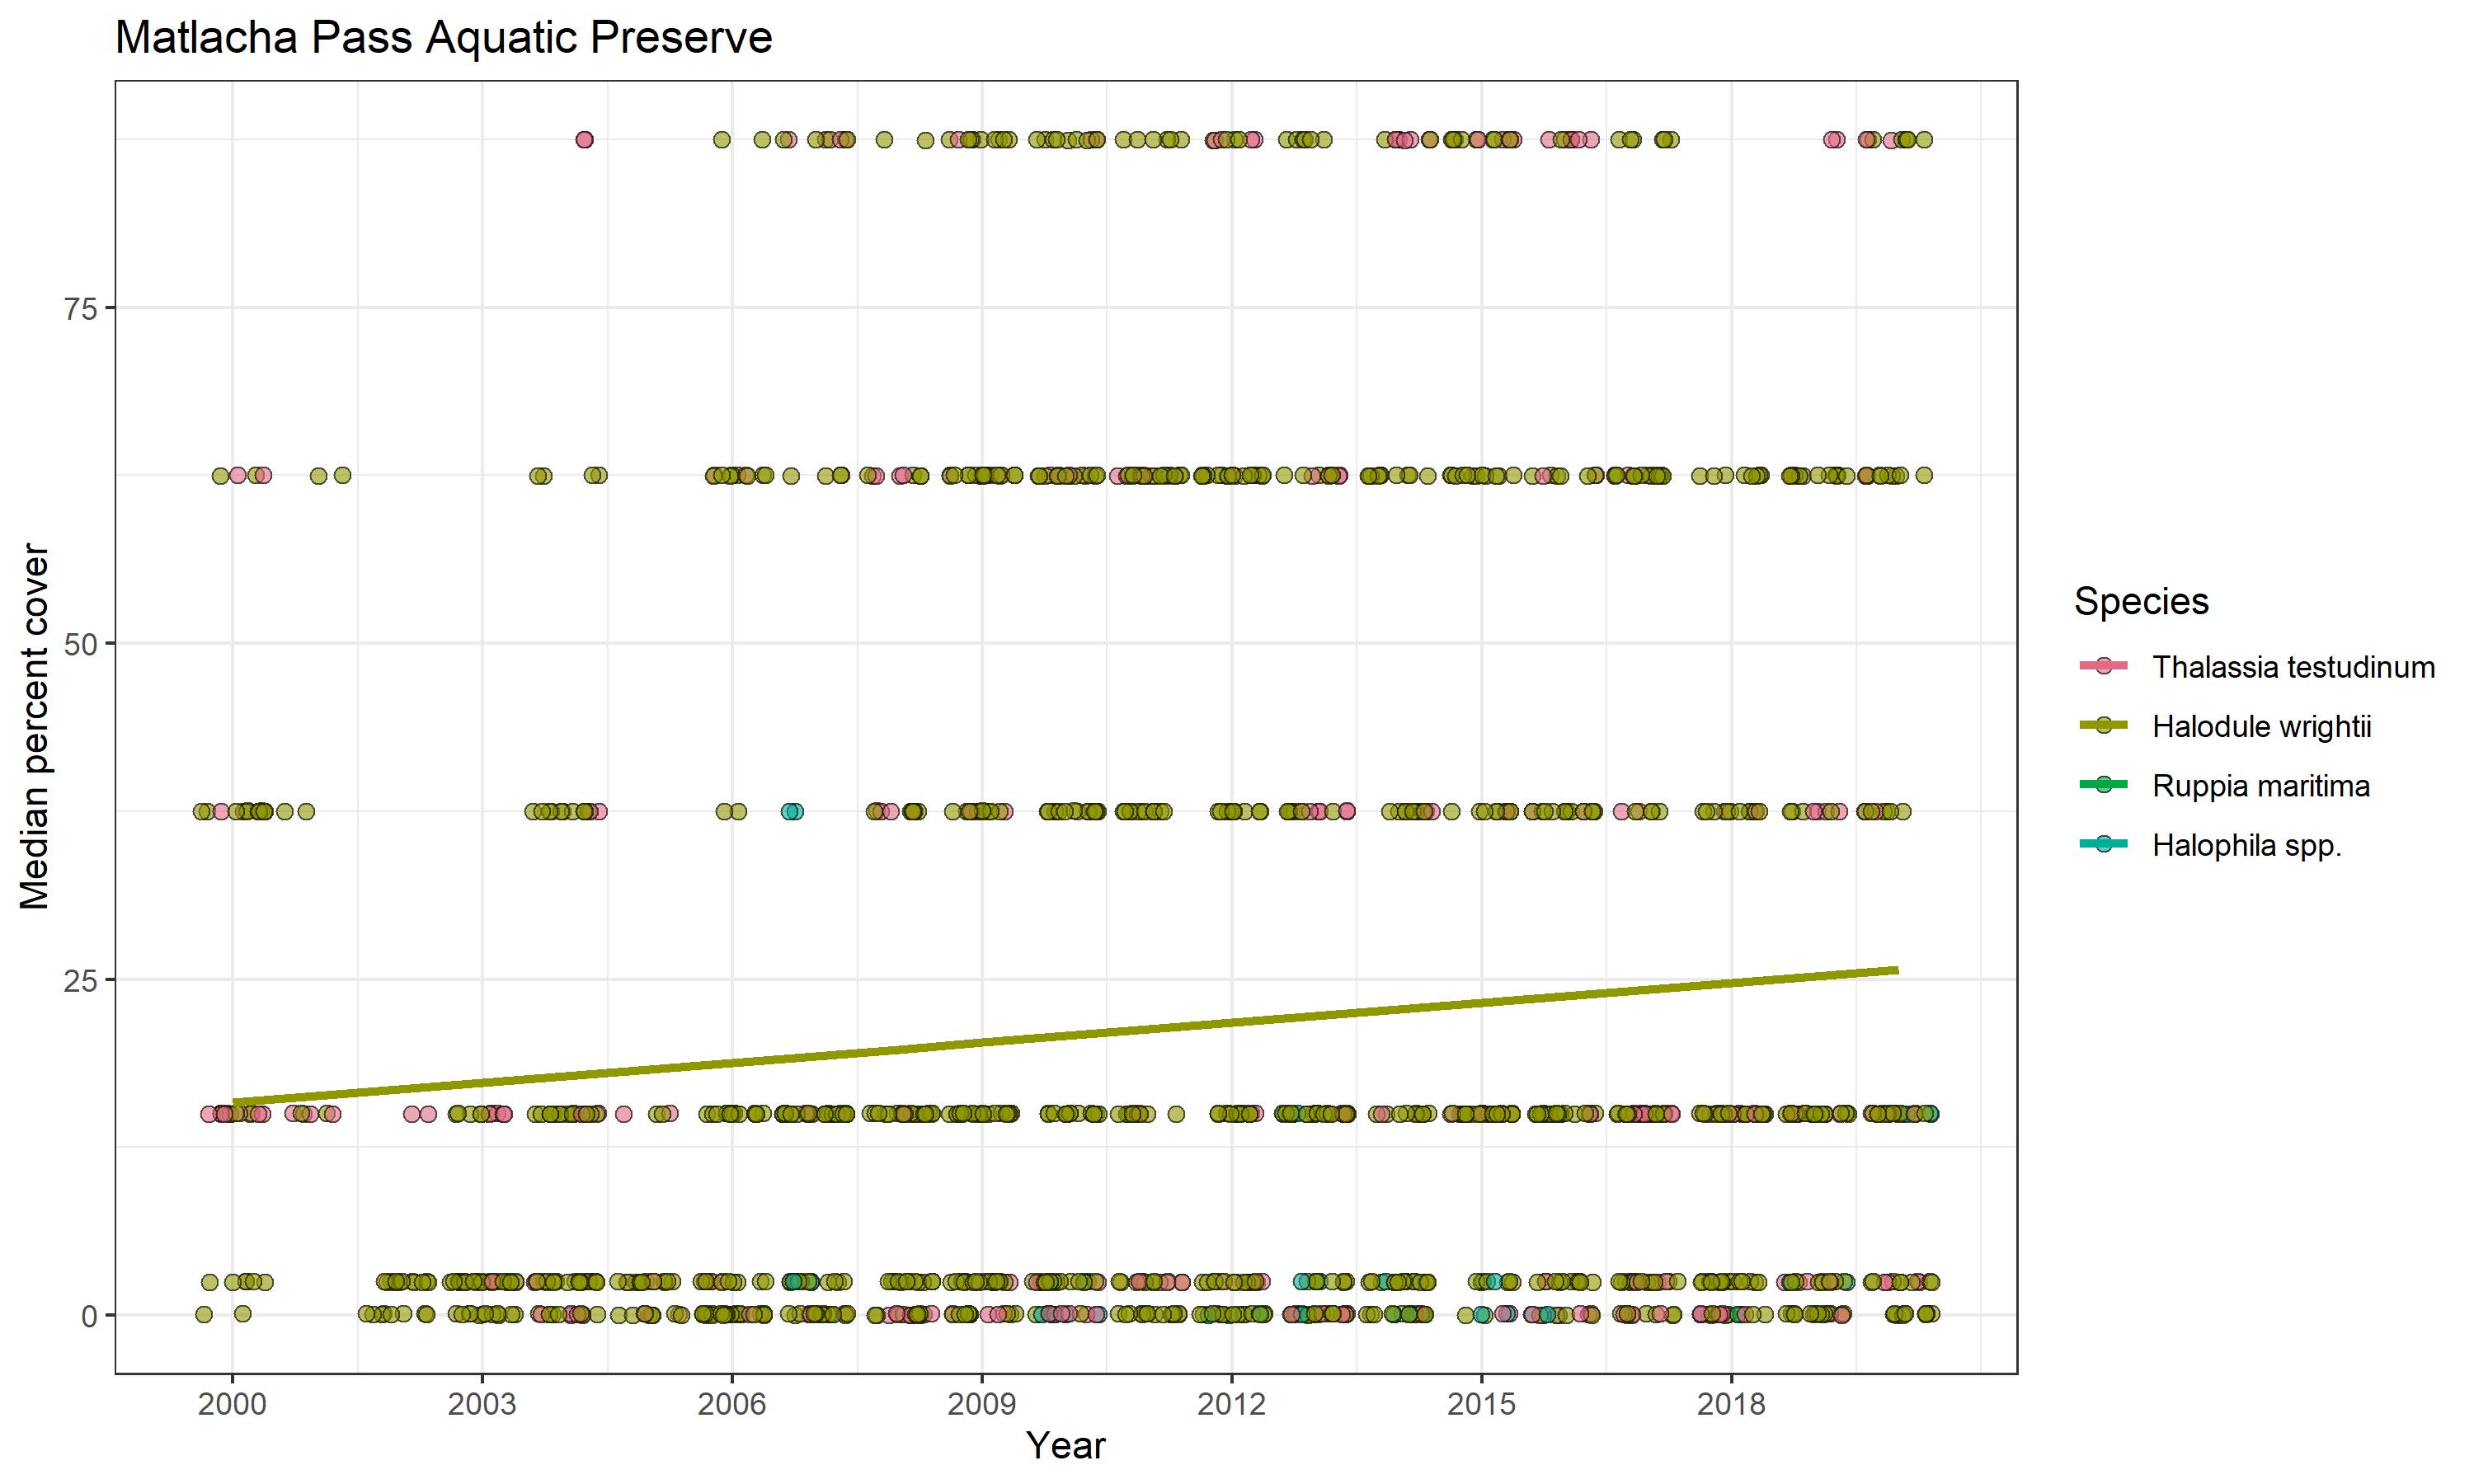 Matlacha Pass Aquatic Preserve
Median percent cover
75
50
25
0
2000 2003 2006 2009 2012 2015 2018
Year
Species
Thalassia testudinum
Halodule wrightii
Ruppia maritima
Halophila spp.